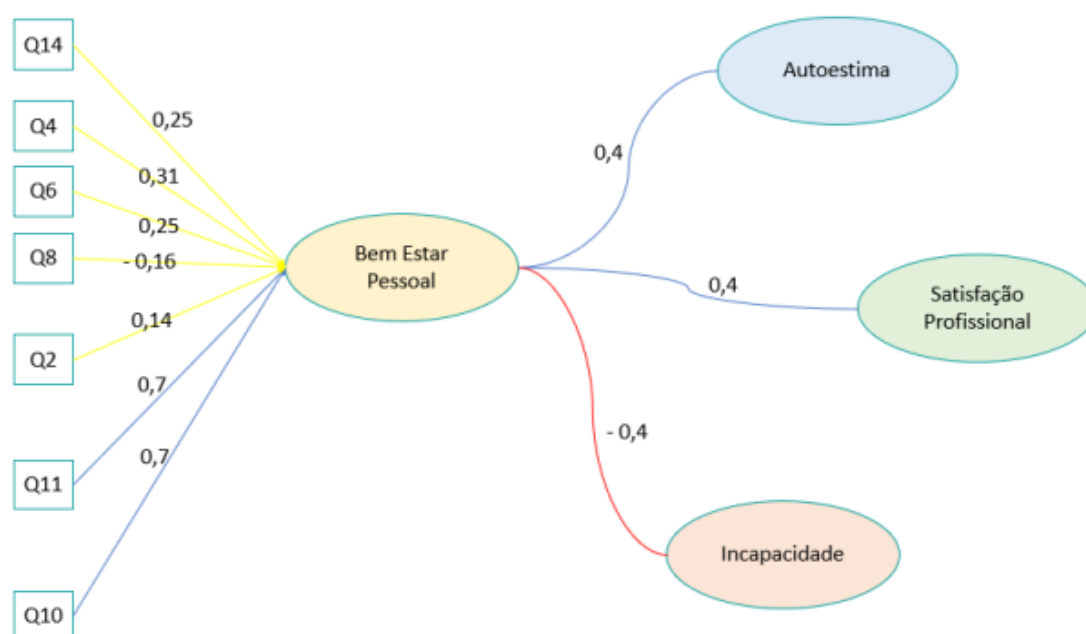 Q14
Q4
Q6
Q8
Q2
Q11
Q10
0,25
0,31
0,25
- 0,16
0,14
0,7
0,7
Bem Estar
Pessoal
0,4
0,4
- 0,4
Autoestima
Satisfação
Profissional
Incapacidade